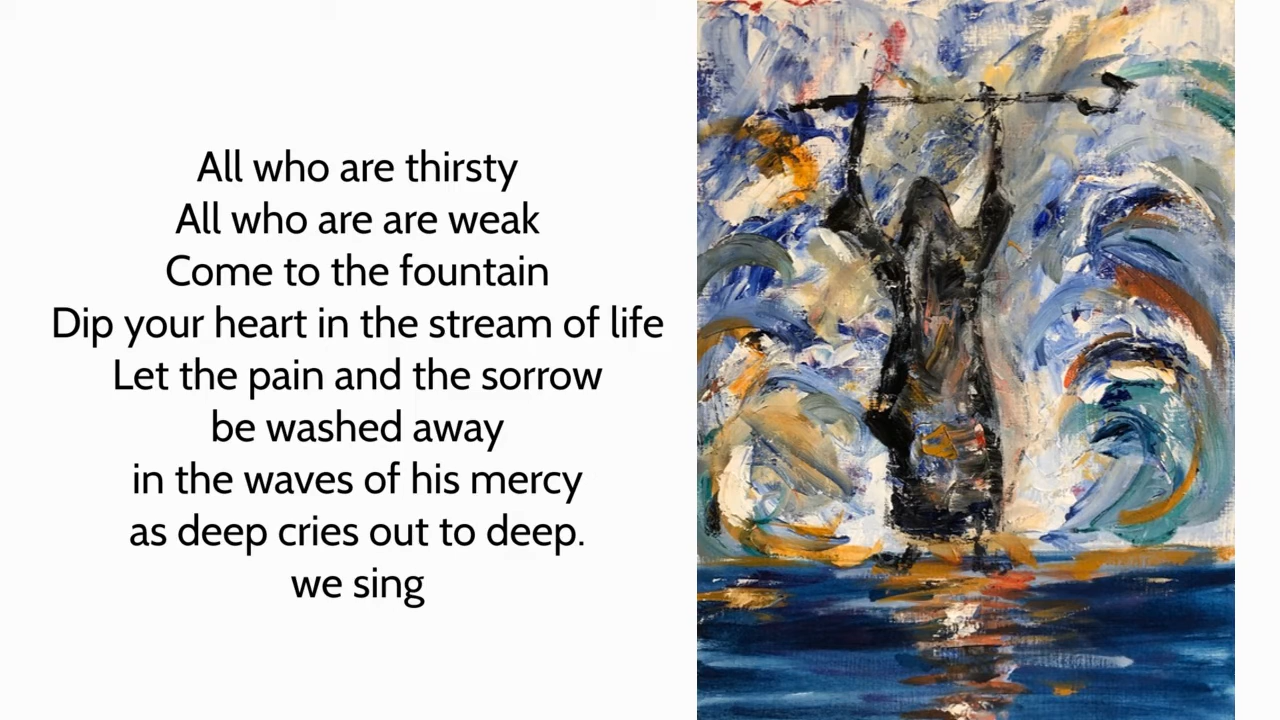 All who are thirsty
All who are are weak
Come to the fountain
Dip your heart in the stream of life
Let the pain and the sorrow
be washed away
in the waves of his mercy
as deep cries out to deep.
we sing